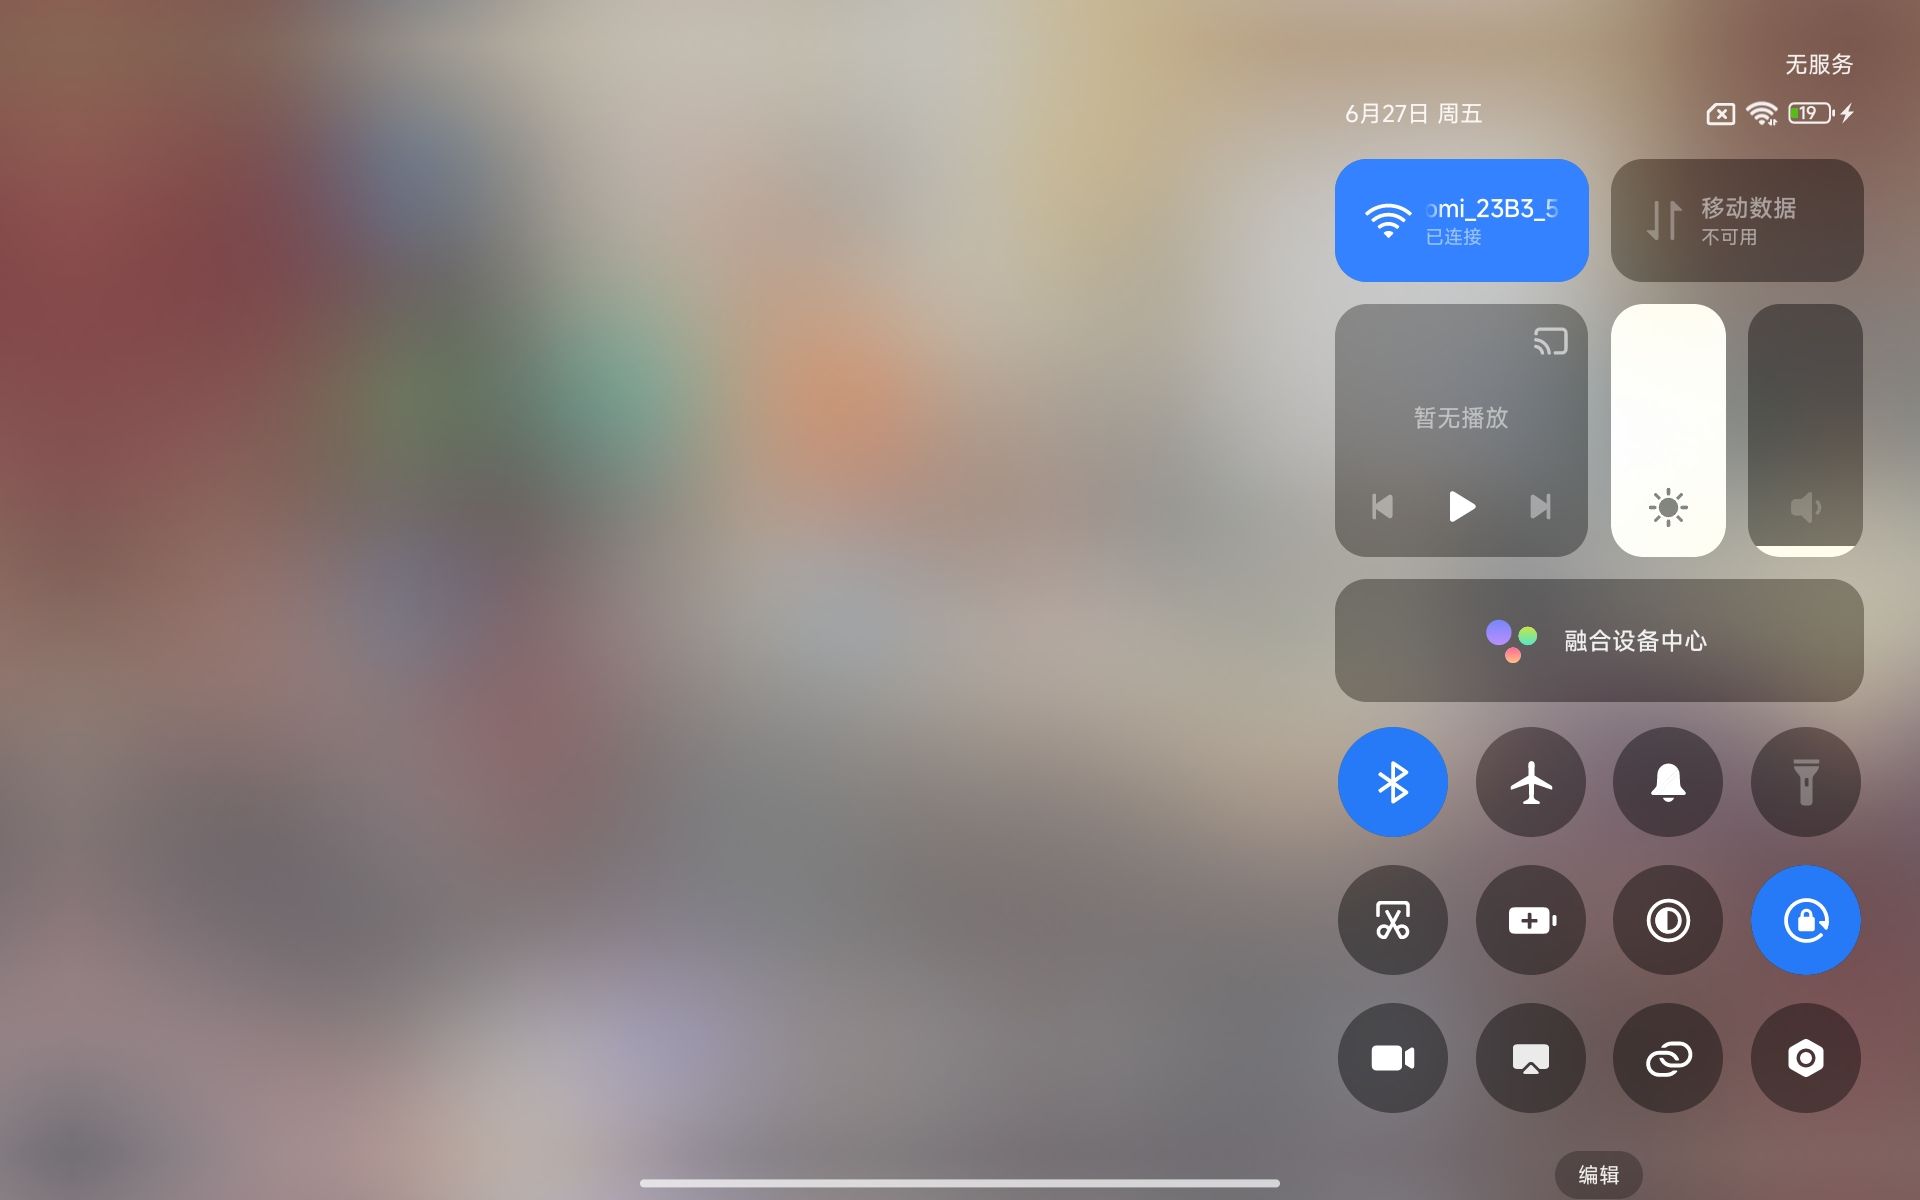 无服务
6月27日 周五
19
omi_23B3_5
已连接
移动数据
不可用
暂无播放
融合设备中心
编辑